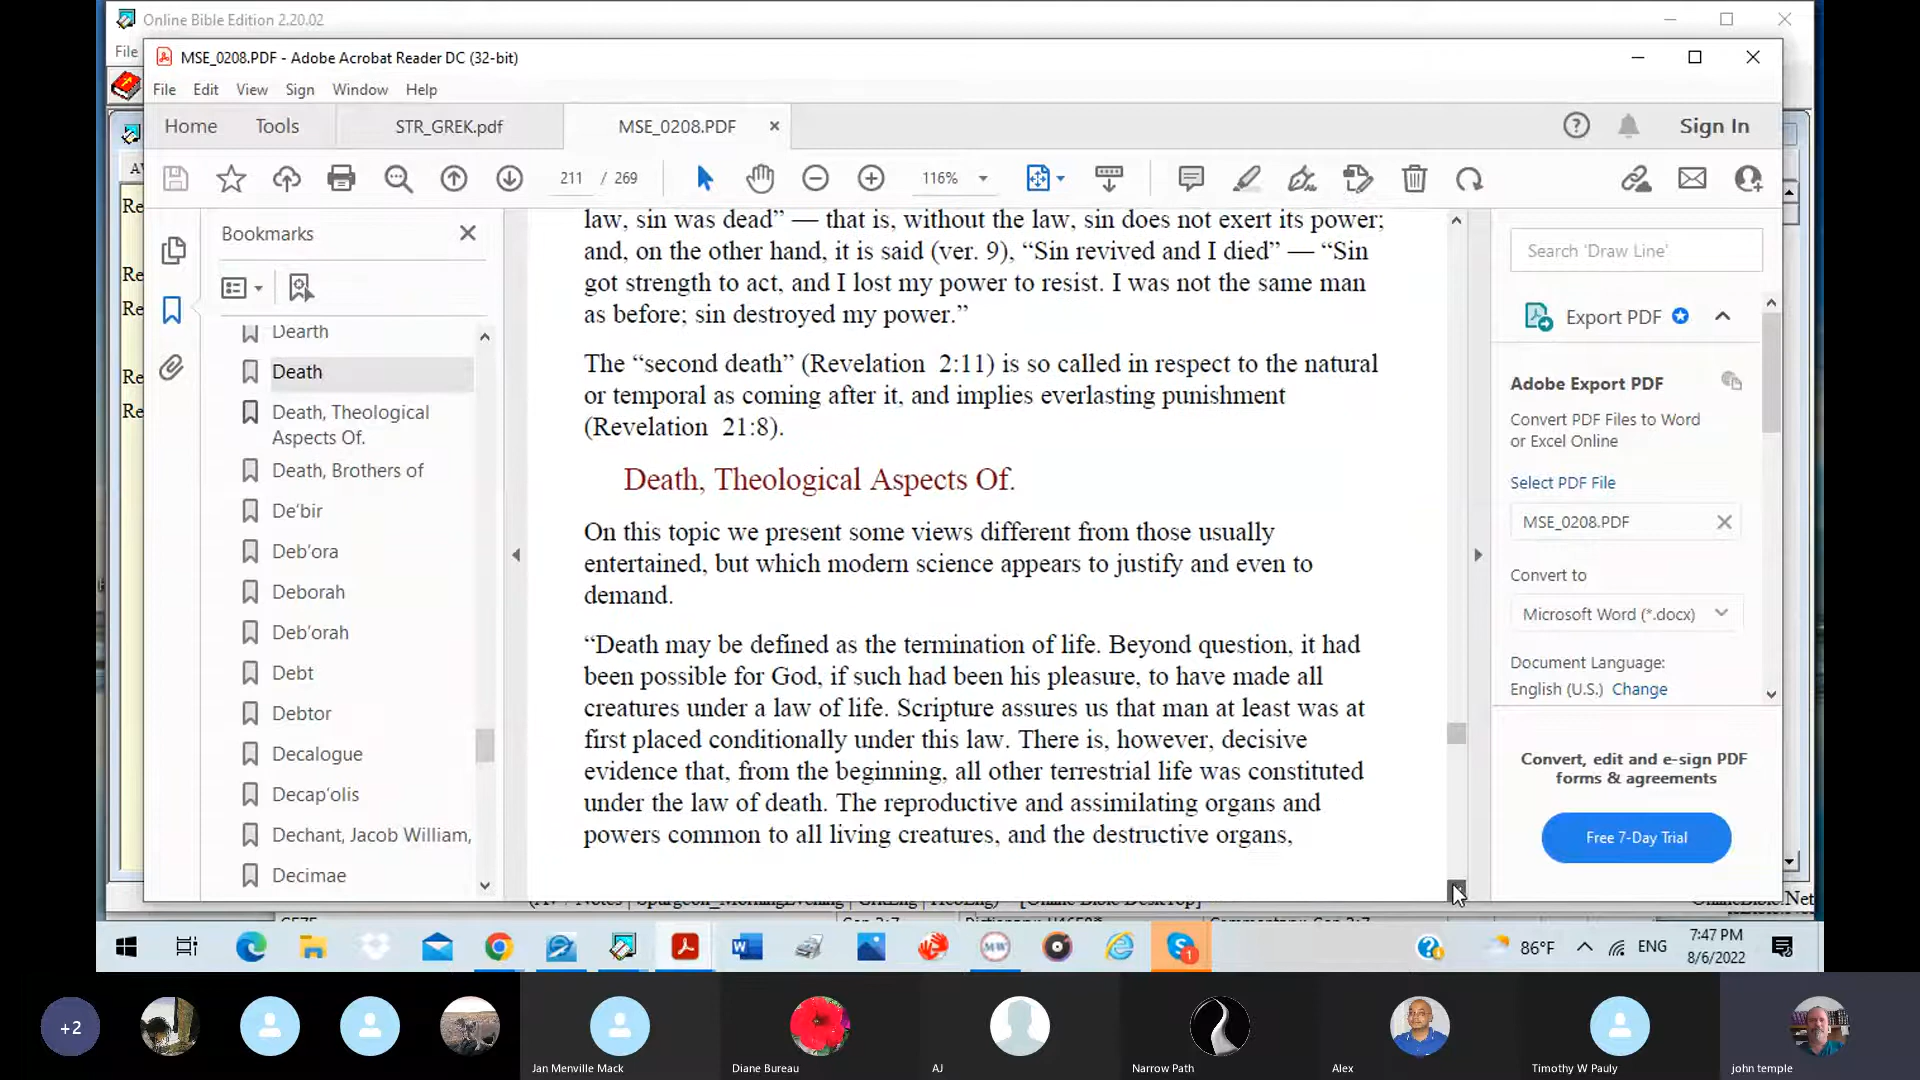 Online Bible Edition 2.20.02
File
MSE_0208.PDF - Adobe Acrobat Reader DC (32-bit)
File Edit View Sign Window Help
Home Tools STR_GREK.pdf MSE_0208.PDF × Sign In
211 / 269 116%
Bookmarks
Dearth
Death
Death, Theological
Aspects Of.
Death, Brothers of
De'bir
Deb'ora
Deborah
Deb'orah
Debt
Debtor
Decalogue
Decap'olis
Dechant, Jacob William,
Decimae
Re
Re
Re
Re
Re
law, sin was dead” — that is, without the law, sin does not exert its power;
and, on the other hand, it is said (ver. 9), “Sin revived and I died” — “Sin
got strength to act, and I lost my power to resist. I was not the same man
as before; sin destroyed my power.”
The “second death” (Revelation 2:11) is so called in respect to the natural
or temporal as coming after it, and implies everlasting punishment
(Revelation 21:8).
Death, Theological Aspects Of.
On this topic we present some views different from those usually
entertained, but which modern science appears to justify and even to
demand.
“Death may be defined as the termination of life. Beyond question, it had
been possible for God, if such had been his pleasure, to have made all
creatures under a law of life. Scripture assures us that man at least was at
first placed conditionally under this law. There is, however, decisive
evidence that, from the beginning, all other terrestrial life was constituted
under the law of death. The reproductive and assimilating organs and
powers common to all living creatures, and the destructive organs,
Search 'Draw Line'
Export PDF
Adobe Export PDF
Convert PDF Files to Word
or Excel Online
Select PDF File
MSE_0208.PDF
Convert to
Microsoft Word (*.docx)
Document Language:
English (U.S.) Change
Convert, edit and e-sign PDF
forms & agreements
Free 7-Day Trial
86°F ENG 7:47 PM
8/6/2022
+2
Jan Menville Mack Diane Bureau AJ Narrow Path Alex Timothy W Pauly john temple